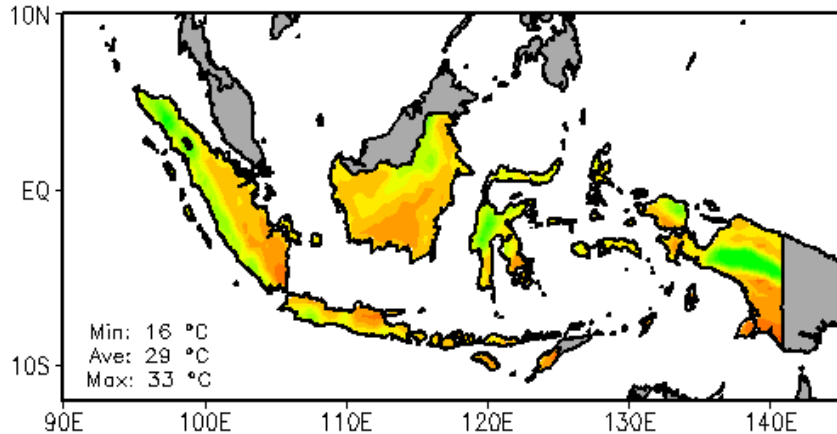 10N
EQ
10S
Min: 16 °C
Ave: 29 °C
Max: 33 °C
90E 100E 110E 120E 130E 140E